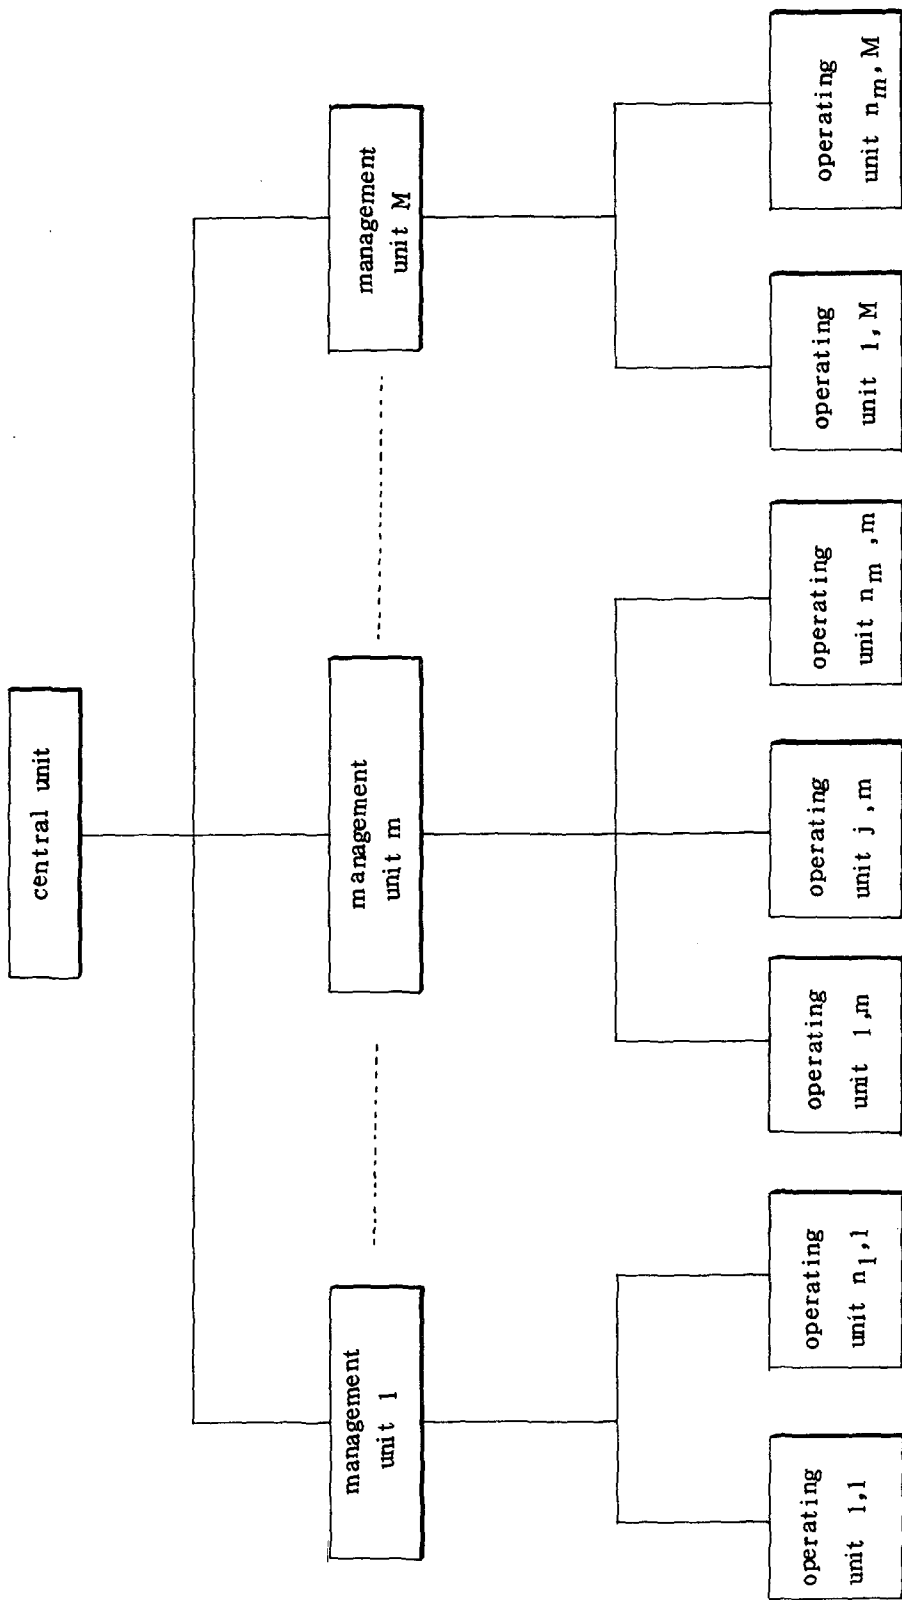 central unit
management
unit 1
management
unit m
management
unit M
operating
unit 1,1
operating
unit n₁,1
operating
unit 1,m
operating
unit j,m
operating
unit nₘ,m
operating
unit 1,M
operating
unit nₘ,M